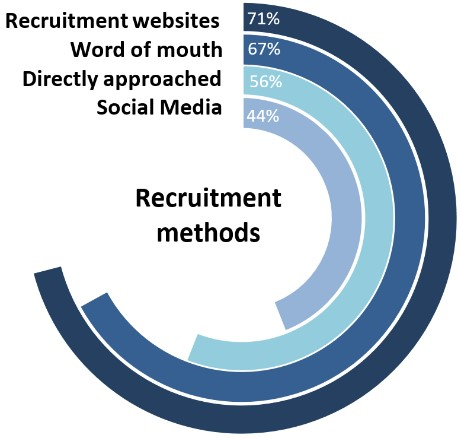 Recruitment websites 71%
Word of mouth 67%
Directly approached 56%
Social Media 44%
Recruitment
methods